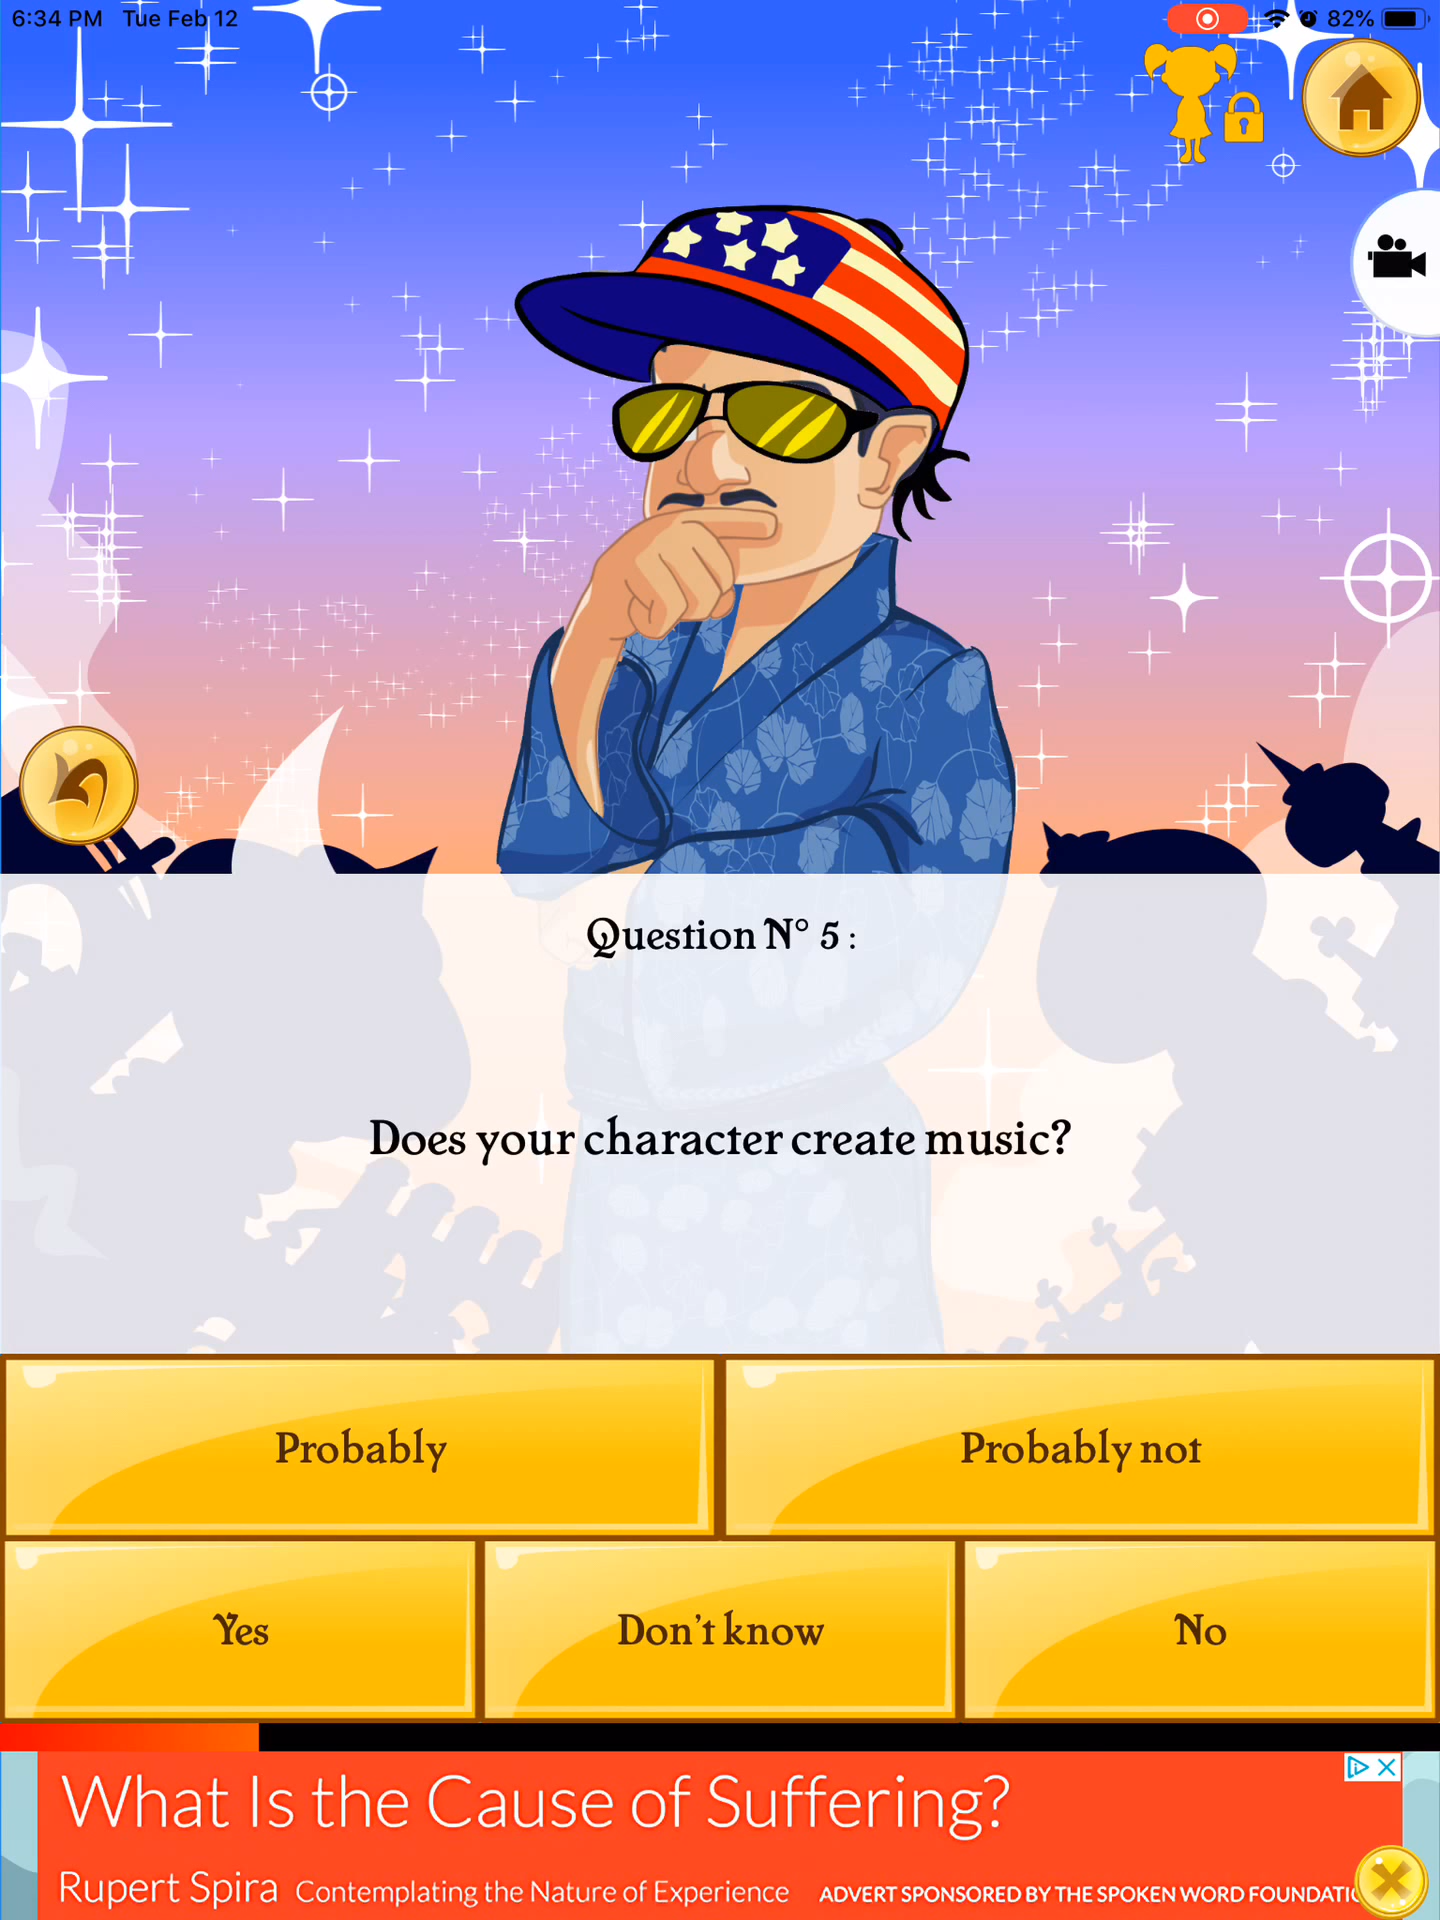 6:34 PM Tue Feb 12
82%
Question N° 5 :
Does your character create music?
Probably
Probably not
Yes
Don't know
No
What Is the Cause of Suffering?
Rupert Spira Contemplating the Nature of Experience ADVERT SPONSORED BY THE SPOKEN WORD